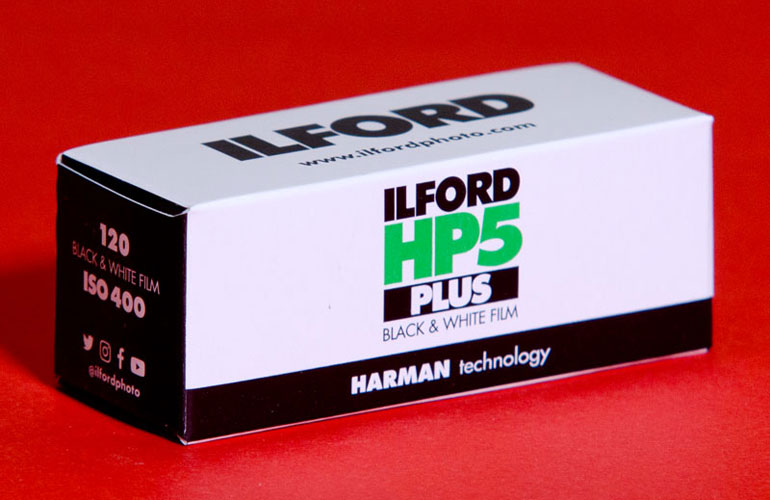 ILFORD
www.ilfordphoto.com
ILFORD
HP5
PLUS
BLACK & WHITE FILM
HARMAN technology
120
BLACK & WHITE FILM
ISO 400
@ilfordphoto